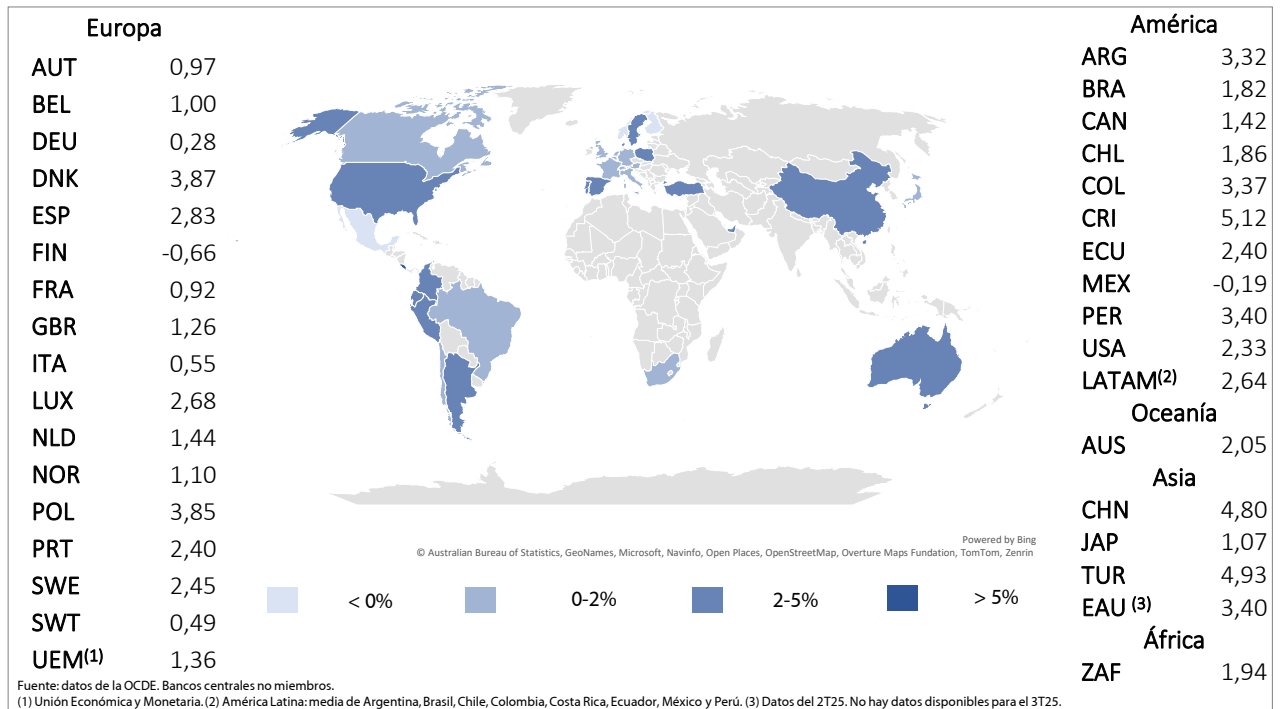 Europa
AUT 0,97
BEL 1,00
DEU 0,28
DNK 3,87
ESP 2,83
FIN -0,66
FRA 0,92
GBR 1,26
ITA 0,55
LUX 2,68
NLD 1,44
NOR 1,10
POL 3,85
PRT 2,40
SWE 2,45
SWT 0,49
UEM(1) 1,36
América
ARG 3,32
BRA 1,82
CAN 1,42
CHL 1,86
COL 3,37
CRI 5,12
ECU 2,40
MEX -0,19
PER 3,40
USA 2,33
LATAM(2) 2,64
Oceanía
AUS 2,05
Asia
CHN 4,80
JAP 1,07
TUR 4,93
EAU (3) 3,40
África
ZAF 1,94
Powered by Bing
© Australian Bureau of Statistics, GeoNames, Microsoft, Navinfo, Open Places, OpenStreetMap, Overture Maps Fundation, TomTom, Zenrin
< 0% 0-2% 2-5% > 5%
Fuente: datos de la OCDE. Bancos centrales no miembros.
(1) Unión Económica y Monetaria. (2) América Latina: media de Argentina, Brasil, Chile, Colombia, Costa Rica, Ecuador, México y Perú. (3) Datos del 2T25. No hay datos disponibles para el 3T25.